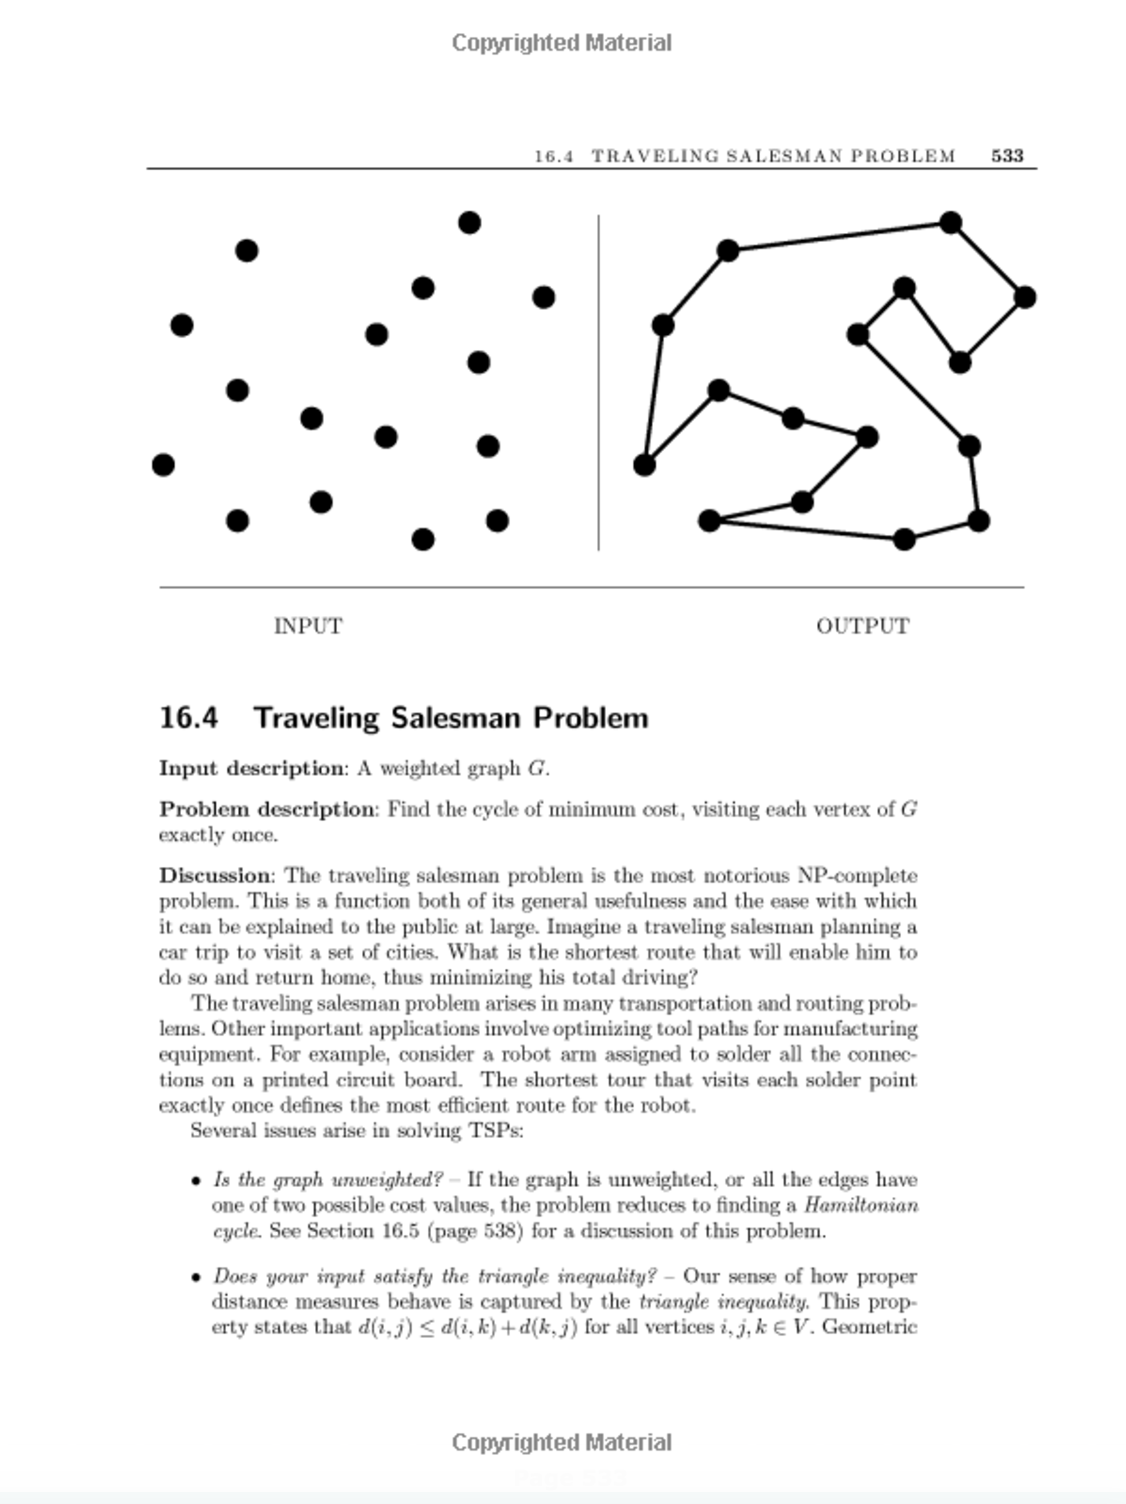 Copyrighted Material
16.4 TRAVELING SALESMAN PROBLEM 533
INPUT OUTPUT
16.4 Traveling Salesman Problem
Input description: A weighted graph G.
Problem description: Find the cycle of minimum cost, visiting each vertex of G
exactly once.
Discussion: The traveling salesman problem is the most notorious NP-complete
problem. This is a function both of its general usefulness and the ease with which
it can be explained to the public at large. Imagine a traveling salesman planning a
car trip to visit a set of cities. What is the shortest route that will enable him to
do so and return home, thus minimizing his total driving?
The traveling salesman problem arises in many transportation and routing prob-
lems. Other important applications involve optimizing tool paths for manufacturing
equipment. For example, consider a robot arm assigned to solder all the connec-
tions on a printed circuit board. The shortest tour that visits each solder point
exactly once defines the most efficient route for the robot.
Several issues arise in solving TSPs:
• Is the graph unweighted? – If the graph is unweighted, or all the edges have
one of two possible cost values, the problem reduces to finding a Hamiltonian
cycle. See Section 16.5 (page 538) for a discussion of this problem.
• Does your input satisfy the triangle inequality? – Our sense of how proper
distance measures behave is captured by the triangle inequality. This prop-
erty states that d(i, j) ≤ d(i, k) + d(k, j) for all vertices i, j, k ∈ V. Geometric
Copyrighted Material
Page 533